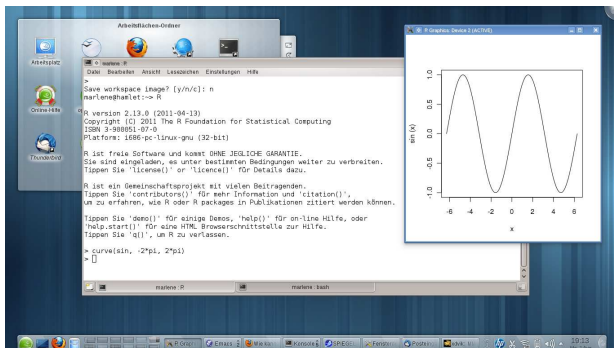 Arbeitsflächen-Ordner
Arbeitsplatz
Online-Hilfe
Thunderbird
marlene : R
Datei Bearbeiten Ansicht Lesezeichen Einstellungen Hilfe
>
Save workspace image? [y/n/c]: n
marlene@hamlet:~> R
R version 2.13.0 (2011-04-13)
Copyright (C) 2011 The R Foundation for Statistical Computing
ISBN 3-900051-07-0
Platform: i686-pc-linux-gnu (32-bit)
R ist freie Software und kommt OHNE JEGLICHE GARANTIE.
Sie sind eingeladen, es unter bestimmten Bedingungen weiter zu verbreiten.
Tippen Sie 'license()' or 'licence()' für Details dazu.
R ist ein Gemeinschaftsprojekt mit vielen Beitragenden.
Tippen Sie 'contributors()' für mehr Information und 'citation()',
um zu erfahren, wie R oder R packages in Publikationen zitiert werden können.
Tippen Sie 'demo()' für einige Demos, 'help()' für on-line Hilfe, oder
'help.start()' für eine HTML Browserschnittstelle zur Hilfe.
Tippen Sie 'q()', um R zu verlassen.
> curve(sin, -2*pi, 2*pi)
>
marlene : R
marlene : bash
R Graphics: Device 2 (ACTIVE)
1.0
0.5
0.0
-0.5
-1.0
sin (x)
-6 -4 -2 0 2 4 6
x
R Graph
Emacs
Konsole
Fenster
19:13